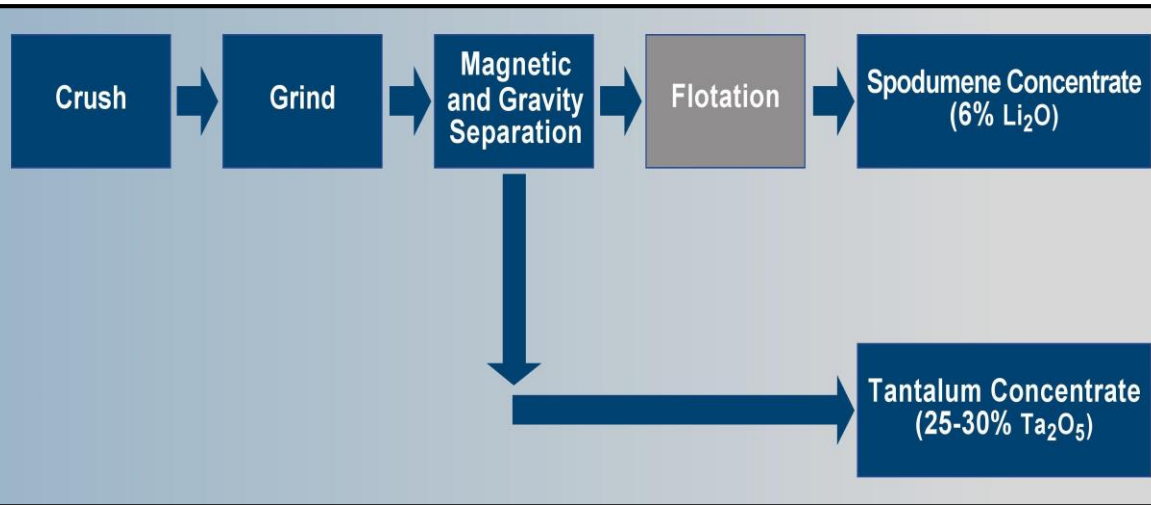 Crush
Grind
Magnetic
and Gravity
Separation
Flotation
Spodumene Concentrate
(6% Li₂O)
Tantalum Concentrate
(25-30% Ta₂O₅)